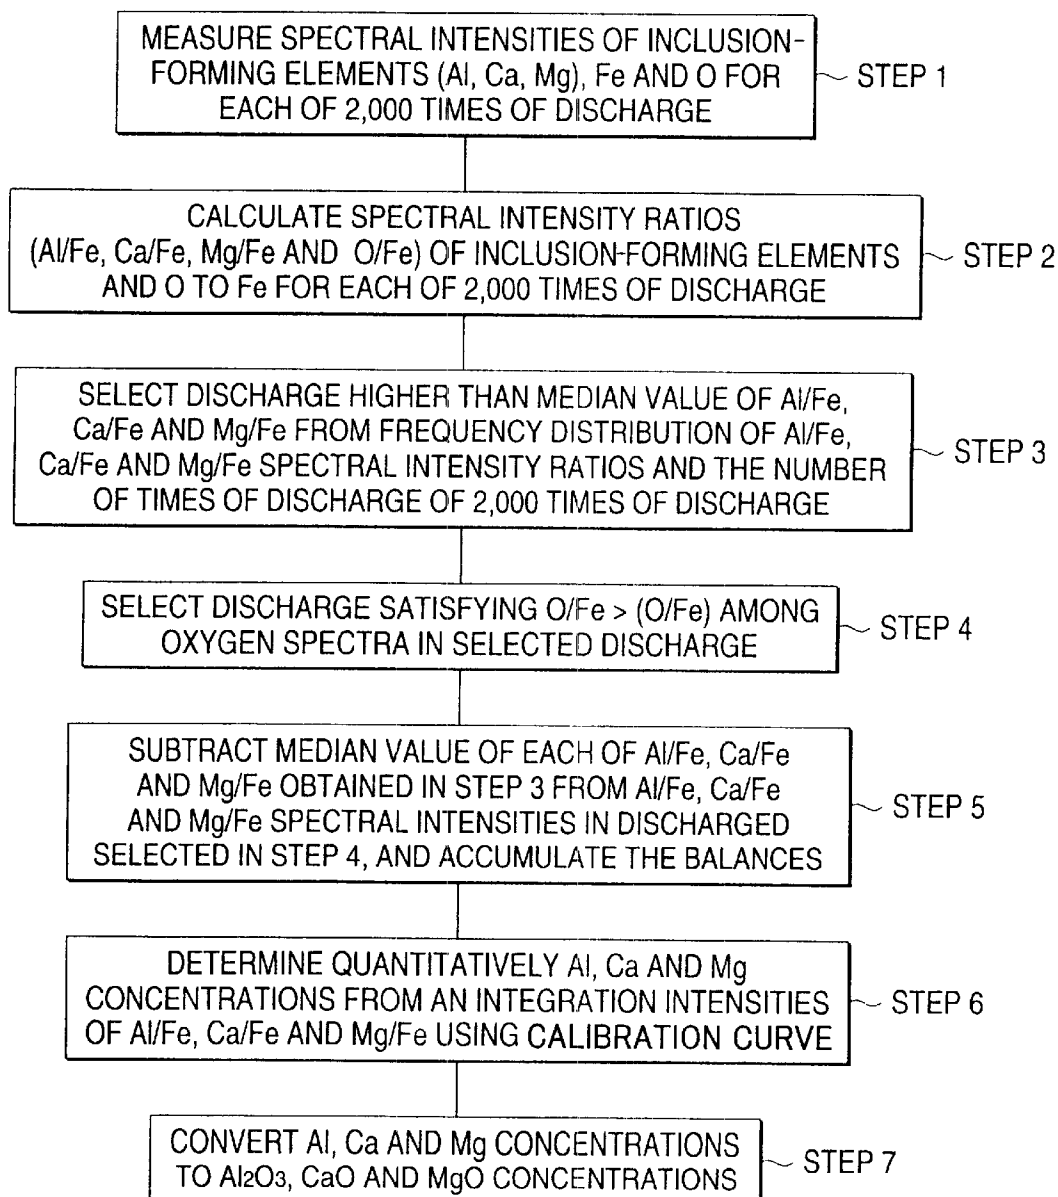 MEASURE SPECTRAL INTENSITIES OF INCLUSION-
FORMING ELEMENTS (Al, Ca, Mg), Fe AND O FOR
EACH OF 2,000 TIMES OF DISCHARGE
STEP 1
CALCULATE SPECTRAL INTENSITY RATIOS
(Al/Fe, Ca/Fe, Mg/Fe AND O/Fe) OF INCLUSION-FORMING ELEMENTS
AND O TO Fe FOR EACH OF 2,000 TIMES OF DISCHARGE
STEP 2
SELECT DISCHARGE HIGHER THAN MEDIAN VALUE OF Al/Fe,
Ca/Fe AND Mg/Fe FROM FREQUENCY DISTRIBUTION OF Al/Fe,
Ca/Fe AND Mg/Fe SPECTRAL INTENSITY RATIOS AND THE NUMBER
OF TIMES OF DISCHARGE OF 2,000 TIMES OF DISCHARGE
STEP 3
SELECT DISCHARGE SATISFYING O/Fe > (O/Fe) AMONG
OXYGEN SPECTRA IN SELECTED DISCHARGE
STEP 4
SUBTRACT MEDIAN VALUE OF EACH OF Al/Fe, Ca/Fe
AND Mg/Fe OBTAINED IN STEP 3 FROM Al/Fe, Ca/Fe
AND Mg/Fe SPECTRAL INTENSITIES IN DISCHARGED
SELECTED IN STEP 4, AND ACCUMULATE THE BALANCES
STEP 5
DETERMINE QUANTITATIVELY Al, Ca AND Mg
CONCENTRATIONS FROM AN INTEGRATION INTENSITIES
OF Al/Fe, Ca/Fe AND Mg/Fe USING CALIBRATION CURVE
STEP 6
CONVERT Al, Ca AND Mg CONCENTRATIONS
TO Al2O3, CaO AND MgO CONCENTRATIONS
STEP 7